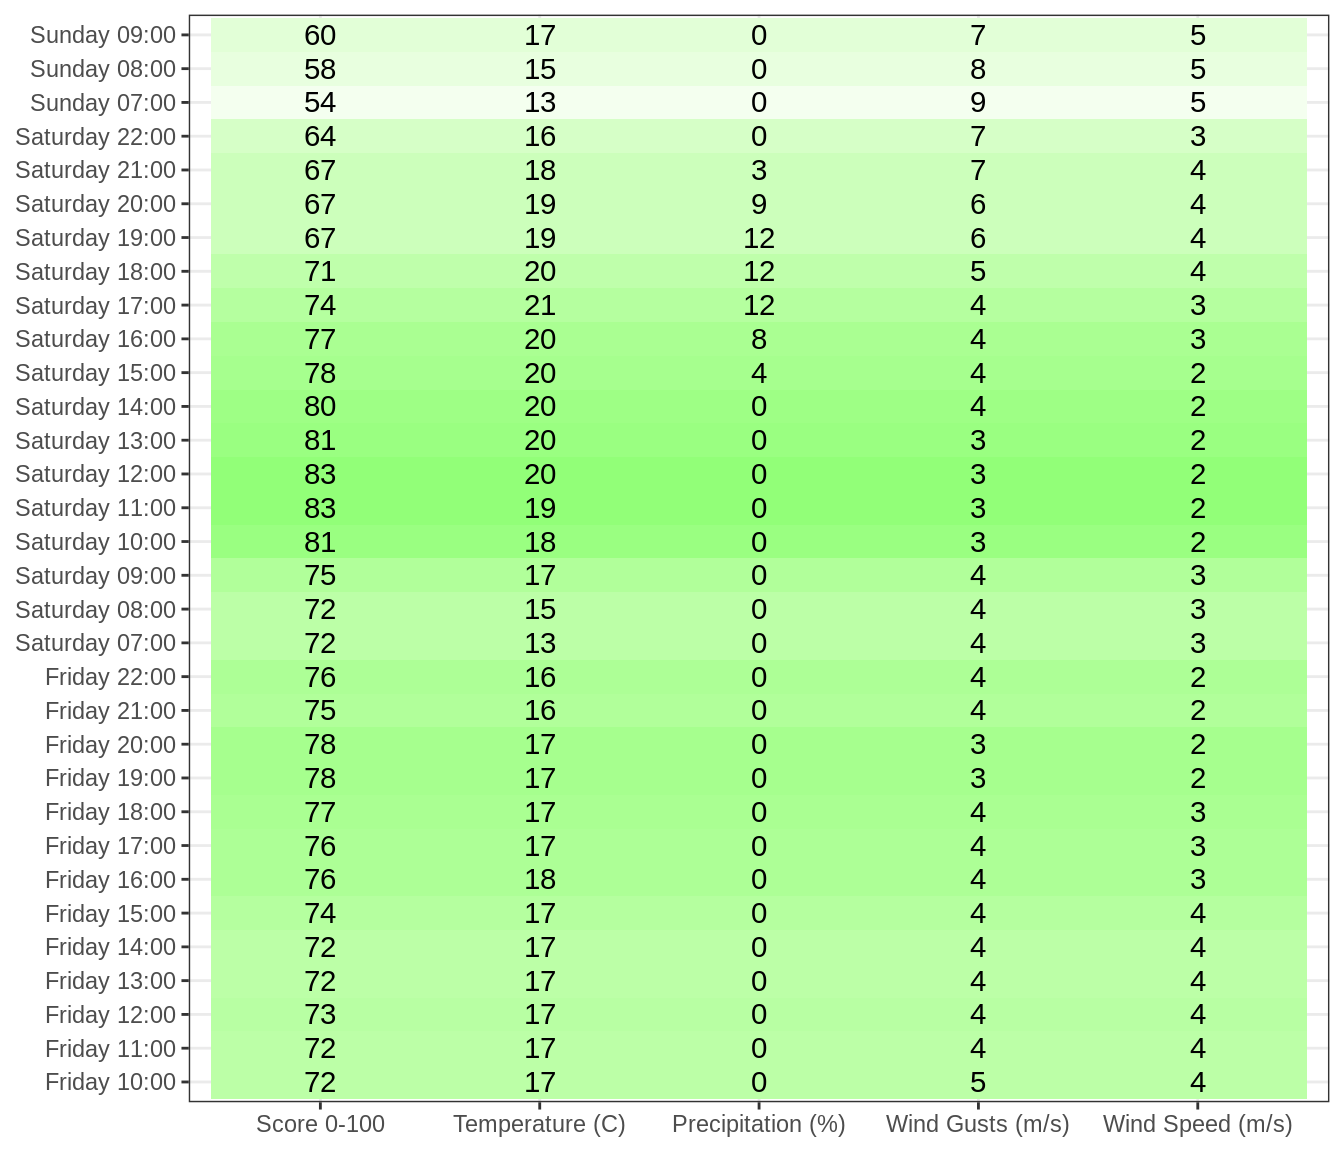 Sunday 09:00 60 17 0 7 5
Sunday 08:00 58 15 0 8 5
Sunday 07:00 54 13 0 9 5
Saturday 22:00 64 16 0 7 3
Saturday 21:00 67 18 3 7 4
Saturday 20:00 67 19 9 6 4
Saturday 19:00 67 19 12 6 4
Saturday 18:00 71 20 12 5 4
Saturday 17:00 74 21 12 4 3
Saturday 16:00 77 20 8 4 3
Saturday 15:00 78 20 4 4 2
Saturday 14:00 80 20 0 4 2
Saturday 13:00 81 20 0 3 2
Saturday 12:00 83 20 0 3 2
Saturday 11:00 83 19 0 3 2
Saturday 10:00 81 18 0 3 2
Saturday 09:00 75 17 0 4 3
Saturday 08:00 72 15 0 4 3
Saturday 07:00 72 13 0 4 3
Friday 22:00 76 16 0 4 2
Friday 21:00 75 16 0 4 2
Friday 20:00 78 17 0 3 2
Friday 19:00 78 17 0 3 2
Friday 18:00 77 17 0 4 3
Friday 17:00 76 17 0 4 3
Friday 16:00 76 18 0 4 3
Friday 15:00 74 17 0 4 4
Friday 14:00 72 17 0 4 4
Friday 13:00 72 17 0 4 4
Friday 12:00 73 17 0 4 4
Friday 11:00 72 17 0 4 4
Friday 10:00 72 17 0 5 4
Score 0-100 Temperature (C) Precipitation (%) Wind Gusts (m/s) Wind Speed (m/s)